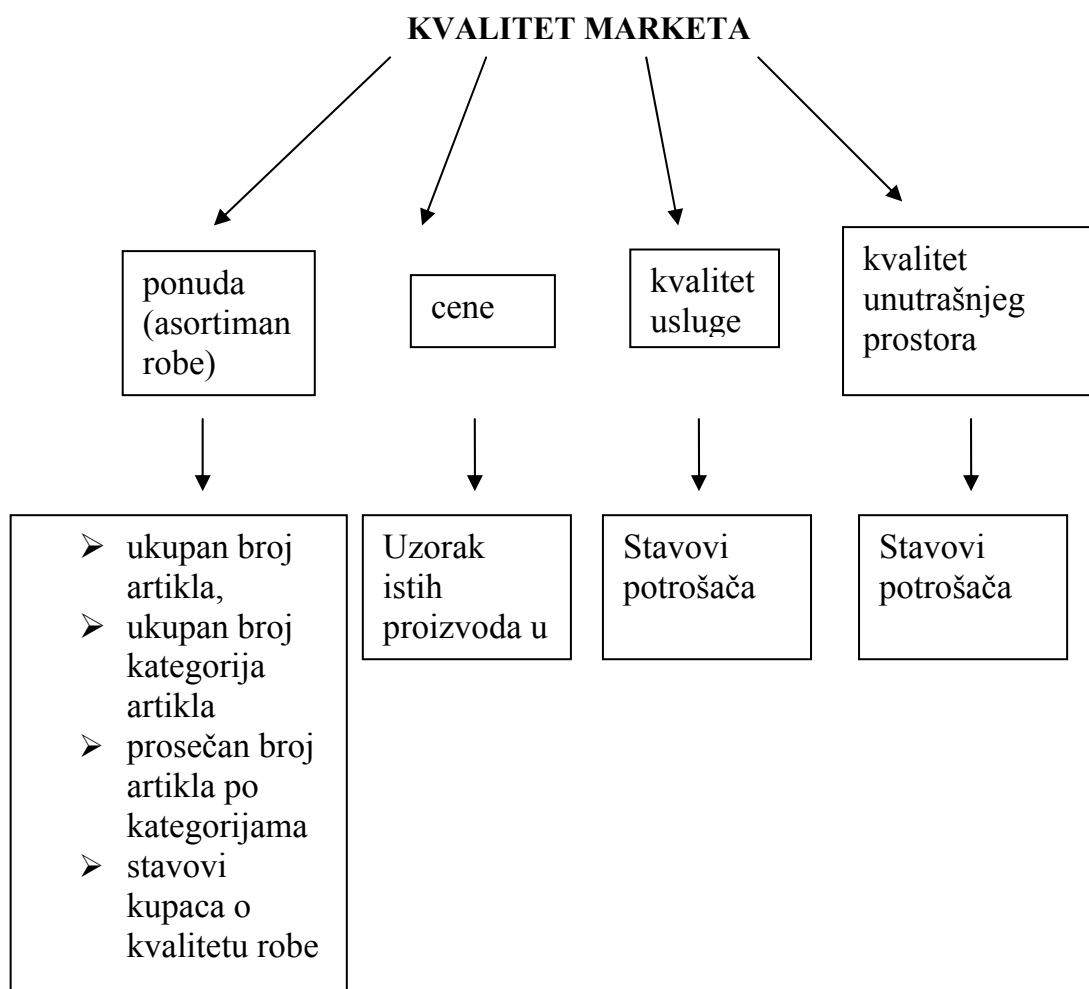 KVALITET MARKETA
ponuda
(asortiman
robe)
cene
kvalitet
usluge
kvalitet
unutrašnjeg
prostora
➢ ukupan broj
artikla,
➢ ukupan broj
kategorija
artikla
➢ prosečan broj
artikla po
kategorijama
➢ stavovi
kupaca o
kvalitetu robe
Uzorak
istih
proizvoda u
Stavovi
potrošača
Stavovi
potrošača